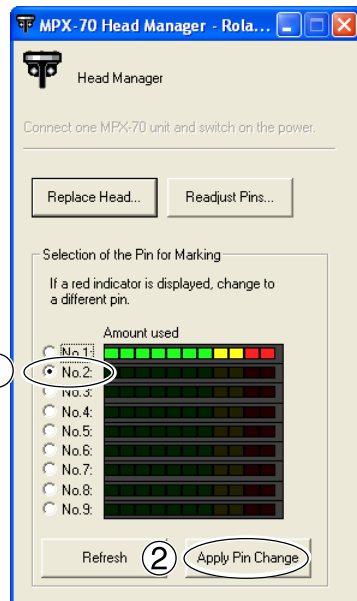 MPX-70 Head Manager - Rola...
Head Manager
Connect one MPX-70 unit and switch on the power.
Replace Head...
Readjust Pins...
Selection of the Pin for Marking
If a red indicator is displayed, change to
a different pin.
Amount used
No.1:
No.2:
No.3:
No.4:
No.5:
No.6:
No.7:
No.8:
No.9:
Refresh
2
Apply Pin Change